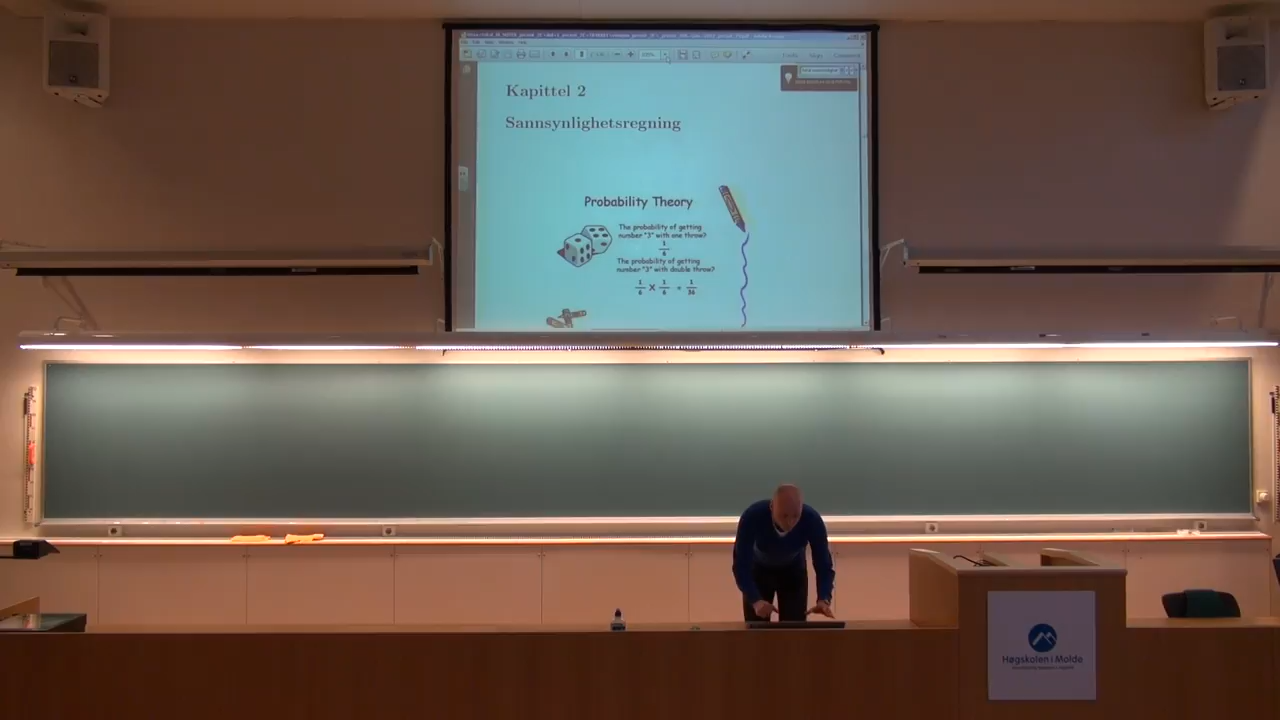 Kapittel 2
Sannsynlighetsregning
Probability Theory
The probability of getting
number "3" with one throw?
1
6
The probability of getting
number "3" with double throw?
1/6 X 1/6 = 1/36
Høgskolen i Molde